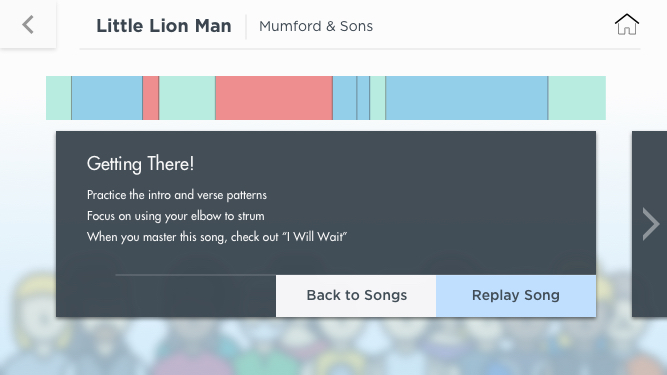 Little Lion Man
Mumford & Sons
Getting There!
Practice the intro and verse patterns
Focus on using your elbow to strum
When you master this song, check out “I Will Wait”
Back to Songs
Replay Song